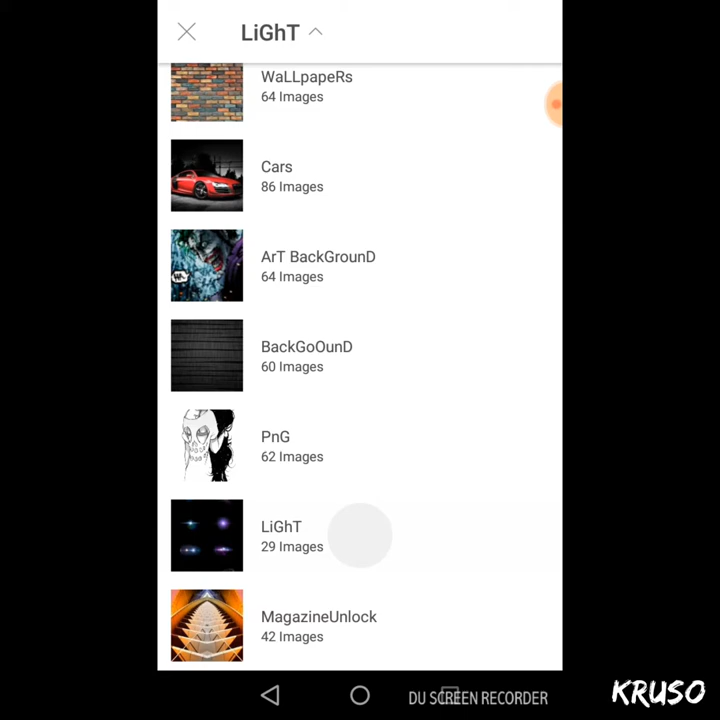 LiGhT
WaLLpapeRs
64 Images
Cars
86 Images
ArT BackGrounD
64 Images
BackGoOunD
60 Images
PnG
62 Images
LiGhT
29 Images
MagazineUnlock
42 Images
DU SCREEN RECORDER
KRUSO